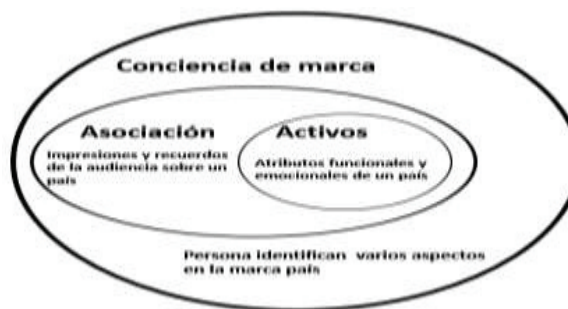 Conciencia de marca
Asociación
Impresiones y recuerdos
de la audiencia sobre un
país
Activos
Atributos funcionales y
emocionales de un país
Persona identifican varios aspectos
en la marca país